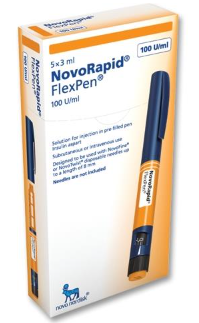 100 U/ml
5 x 3 ml
NovoRapid®
FlexPen®
100 U/ml
Solution for injection in pre-filled pen
Insulin aspart
Subcutaneous or intravenous use
Designed to be used with NovoFine® or
NovoTwist® disposable needles up
to a length of 8 mm
Needles are not included
NovoRapid®
FlexPen®
novo nordisk®